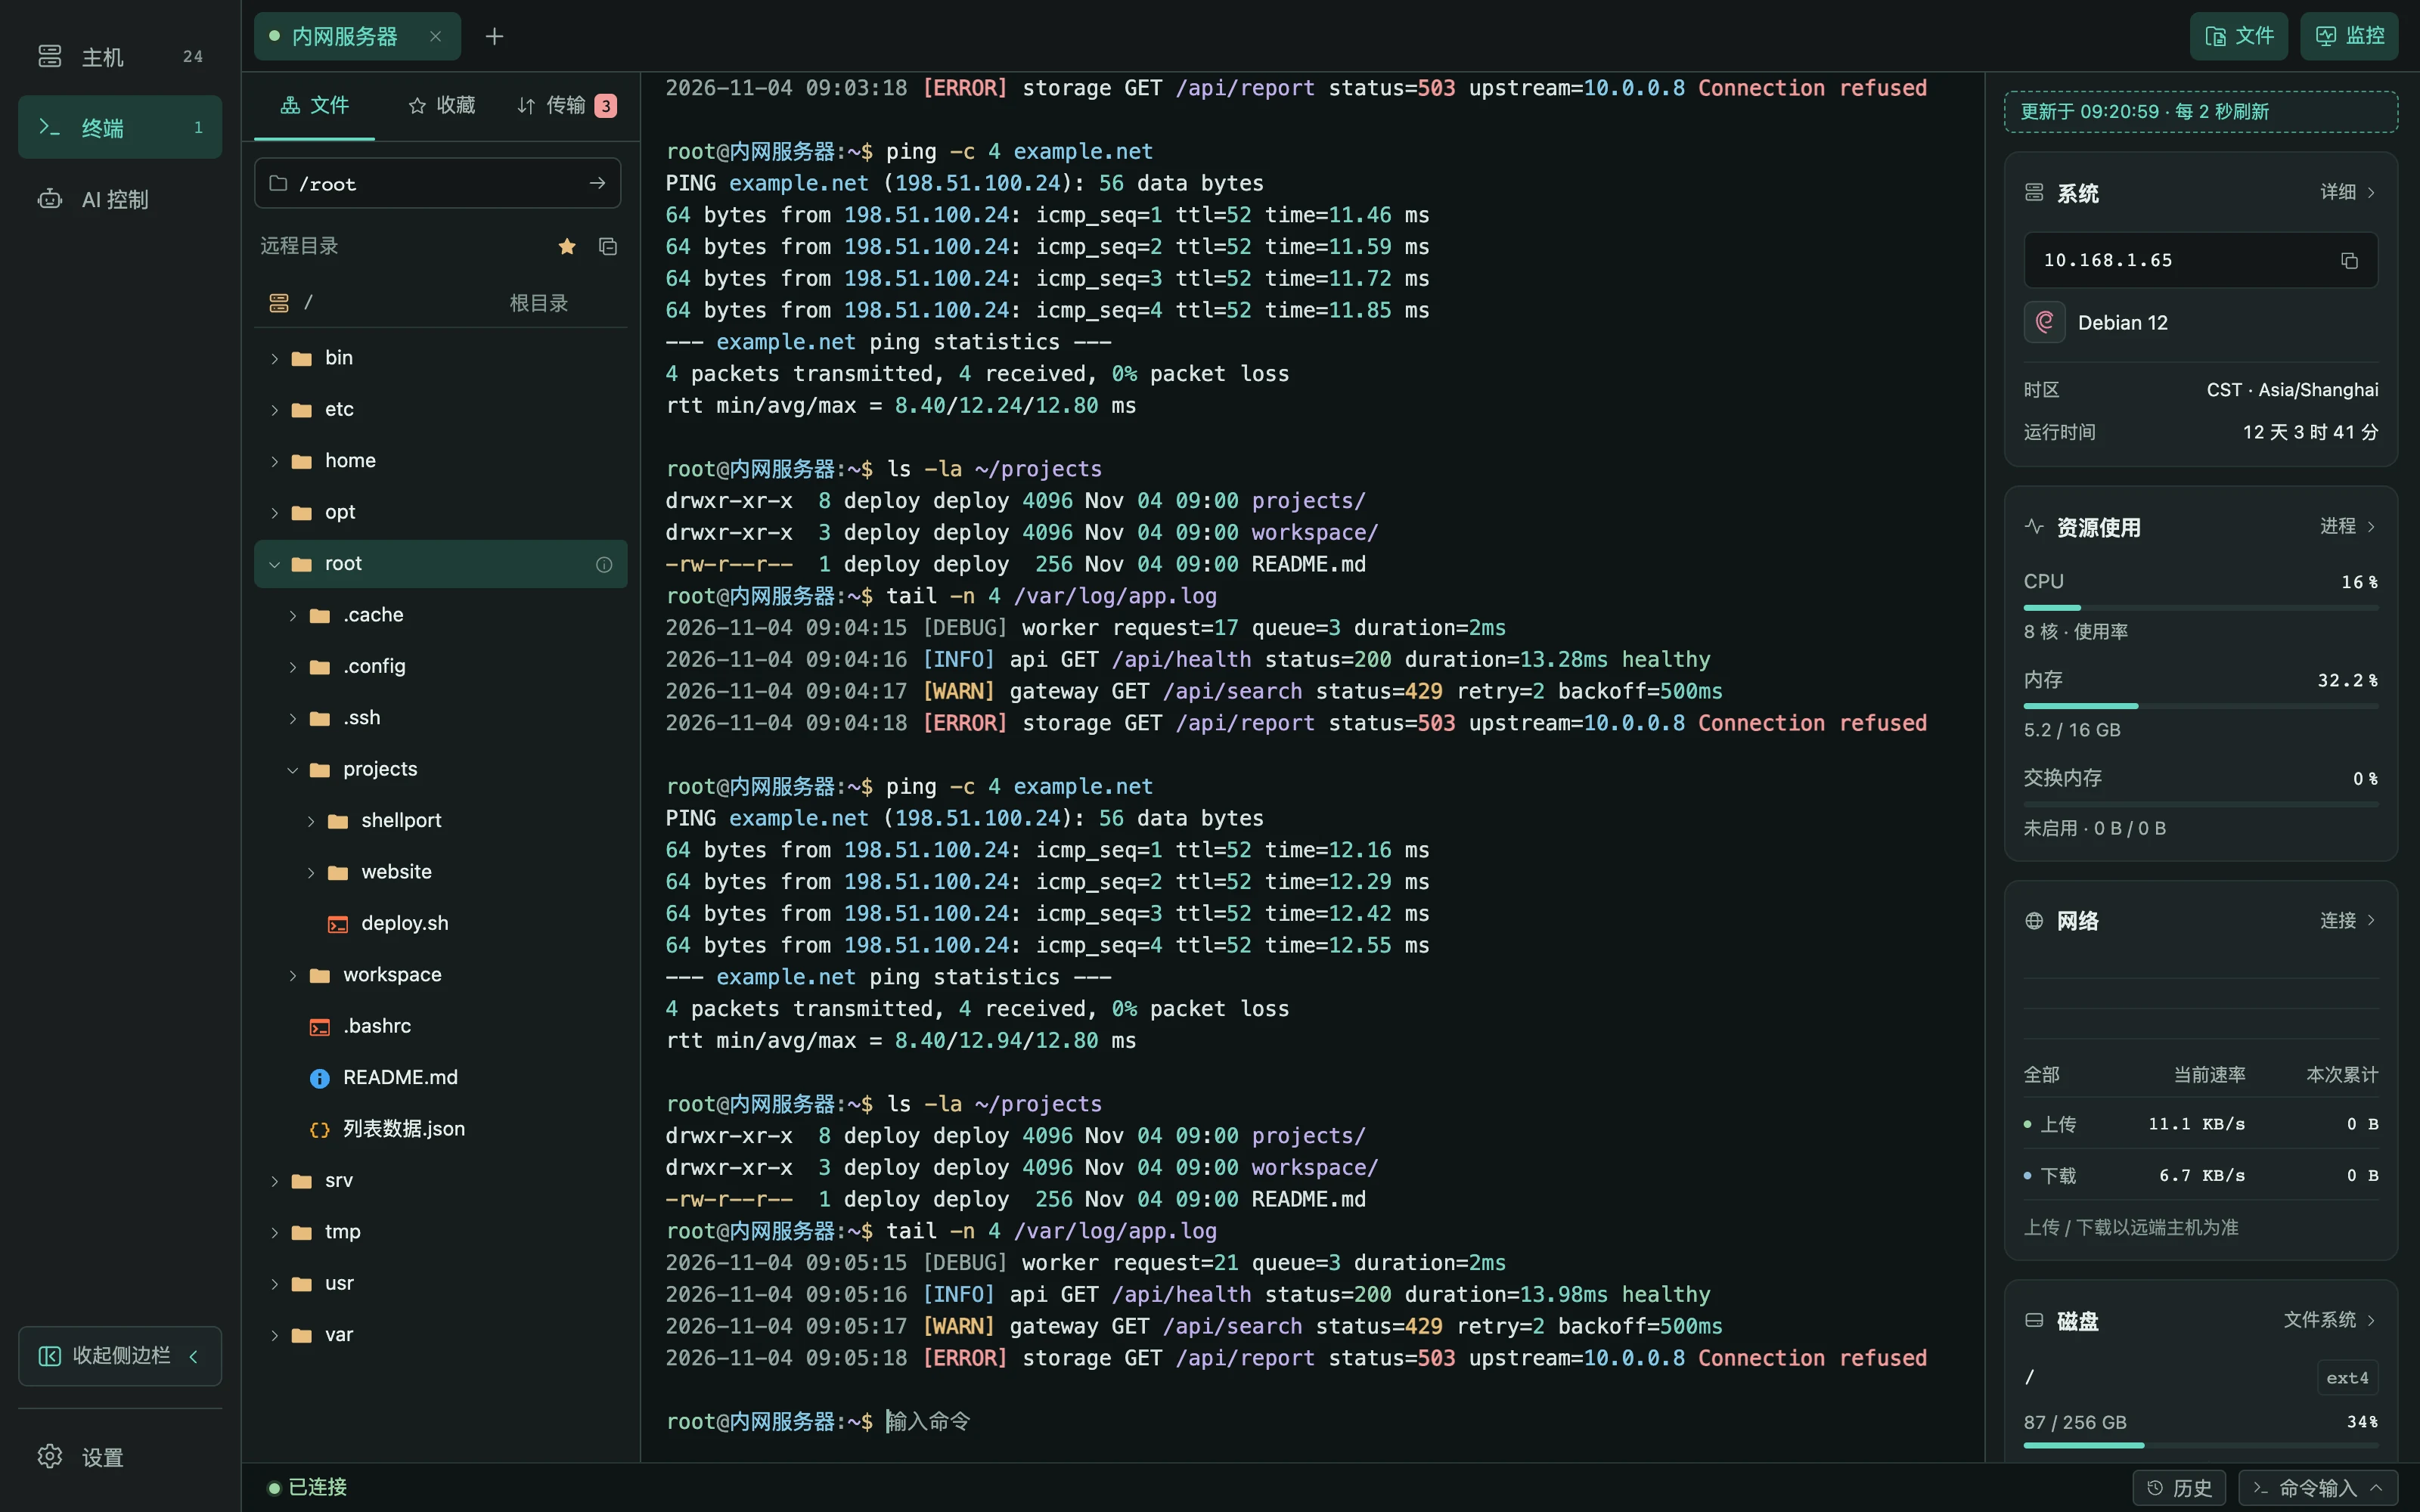 主机 24
终端 1
AI 控制
收起侧边栏
设置
内网服务器
文件
监控
文件 收藏 传输 3
/root
远程目录
/ 根目录
bin
etc
home
opt
root
.cache
.config
.ssh
projects
shellport
website
deploy.sh
workspace
.bashrc
README.md
列表数据.json
srv
tmp
usr
var
2026-11-04 09:03:18 [ERROR] storage GET /api/report status=503 upstream=10.0.0.8 Connection refused
root@内网服务器:~$ ping -c 4 example.net
PING example.net (198.51.100.24): 56 data bytes
64 bytes from 198.51.100.24: icmp_seq=1 ttl=52 time=11.46 ms
64 bytes from 198.51.100.24: icmp_seq=2 ttl=52 time=11.59 ms
64 bytes from 198.51.100.24: icmp_seq=3 ttl=52 time=11.72 ms
64 bytes from 198.51.100.24: icmp_seq=4 ttl=52 time=11.85 ms
--- example.net ping statistics ---
4 packets transmitted, 4 received, 0% packet loss
rtt min/avg/max = 8.40/12.24/12.80 ms
root@内网服务器:~$ ls -la ~/projects
drwxr-xr-x  8 deploy deploy 4096 Nov 04 09:00 projects/
drwxr-xr-x  3 deploy deploy 4096 Nov 04 09:00 workspace/
-rw-r--r--  1 deploy deploy  256 Nov 04 09:00 README.md
root@内网服务器:~$ tail -n 4 /var/log/app.log
2026-11-04 09:04:15 [DEBUG] worker request=17 queue=3 duration=2ms
2026-11-04 09:04:16 [INFO] api GET /api/health status=200 duration=13.28ms healthy
2026-11-04 09:04:17 [WARN] gateway GET /api/search status=429 retry=2 backoff=500ms
2026-11-04 09:04:18 [ERROR] storage GET /api/report status=503 upstream=10.0.0.8 Connection refused
root@内网服务器:~$ ping -c 4 example.net
PING example.net (198.51.100.24): 56 data bytes
64 bytes from 198.51.100.24: icmp_seq=1 ttl=52 time=12.16 ms
64 bytes from 198.51.100.24: icmp_seq=2 ttl=52 time=12.29 ms
64 bytes from 198.51.100.24: icmp_seq=3 ttl=52 time=12.42 ms
64 bytes from 198.51.100.24: icmp_seq=4 ttl=52 time=12.55 ms
--- example.net ping statistics ---
4 packets transmitted, 4 received, 0% packet loss
rtt min/avg/max = 8.40/12.94/12.80 ms
root@内网服务器:~$ ls -la ~/projects
drwxr-xr-x  8 deploy deploy 4096 Nov 04 09:00 projects/
drwxr-xr-x  3 deploy deploy 4096 Nov 04 09:00 workspace/
-rw-r--r--  1 deploy deploy  256 Nov 04 09:00 README.md
root@内网服务器:~$ tail -n 4 /var/log/app.log
2026-11-04 09:05:15 [DEBUG] worker request=21 queue=3 duration=2ms
2026-11-04 09:05:16 [INFO] api GET /api/health status=200 duration=13.98ms healthy
2026-11-04 09:05:17 [WARN] gateway GET /api/search status=429 retry=2 backoff=500ms
2026-11-04 09:05:18 [ERROR] storage GET /api/report status=503 upstream=10.0.0.8 Connection refused
root@内网服务器:~$ 输入命令
更新于 09:20:59 · 每 2 秒刷新
系统 详细
10.168.1.65
Debian 12
时区 CST · Asia/Shanghai
运行时间 12 天 3 时 41 分
资源使用 进程
CPU 16%
8 核 · 使用率
内存 32.2%
5.2 / 16 GB
交换内存 0%
未启用 · 0 B / 0 B
网络 连接
全部 当前速率 本次累计
上传 11.1 KB/s 0 B
下载 6.7 KB/s 0 B
上传 / 下载以远端主机为准
磁盘 文件系统
/ ext4
87 / 256 GB 34%
已连接
历史
命令输入